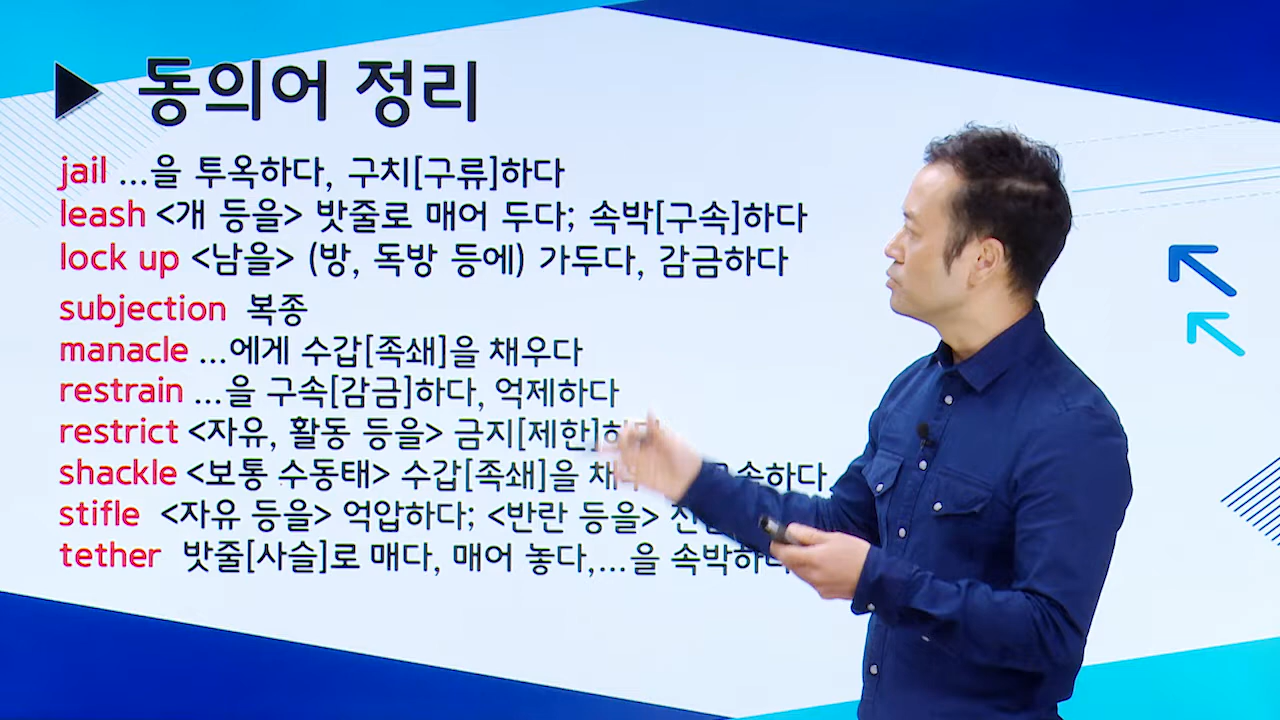 ▶ 동의어 정리
jail …을 투옥하다, 구치[구류]하다
leash <개 등을> 밧줄로 매어 두다; 속박[구속]하다
lock up <남을> (방, 독방 등에) 가두다, 감금하다
subjection 복종
manacle …에게 수갑[족쇄]을 채우다
restrain …을 구속[감금]하다, 억제하다
restrict <자유, 활동 등을> 금지[제한]하다
shackle <보통 수동태> 수갑[족쇄]을
stifle <자유 등을> 억압하다; <반란 등을>
tether 밧줄[사슬]로 매다, 매어 놓다,…을 속박하다